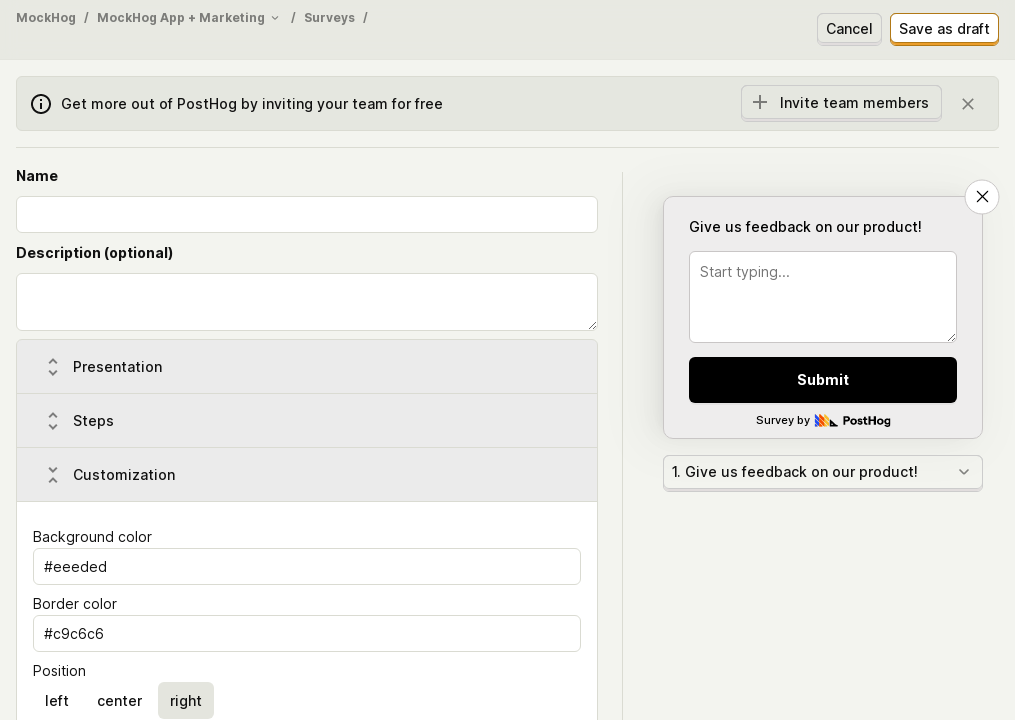 MockHog / MockHog App + Marketing / Surveys /
Cancel
Save as draft
Get more out of PostHog by inviting your team for free
Invite team members
Name
Description (optional)
Presentation
Steps
Customization
Background color
#eeeded
Border color
#c9c6c6
Position
left center right
Give us feedback on our product!
Start typing...
Submit
Survey by PostHog
1. Give us feedback on our product!